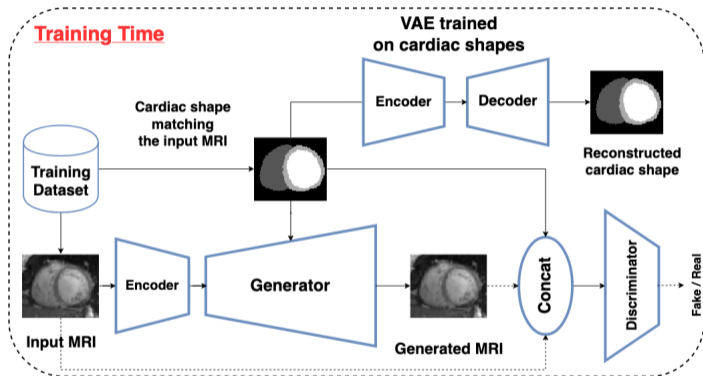 Training Time
VAE trained
on cardiac shapes
Cardiac shape
matching
the input MRI
Encoder
Decoder
Training
Dataset
Reconstructed
cardiac shape
Encoder
Generator
Concat
Discriminator
Fake / Real
Input MRI
Generated MRI